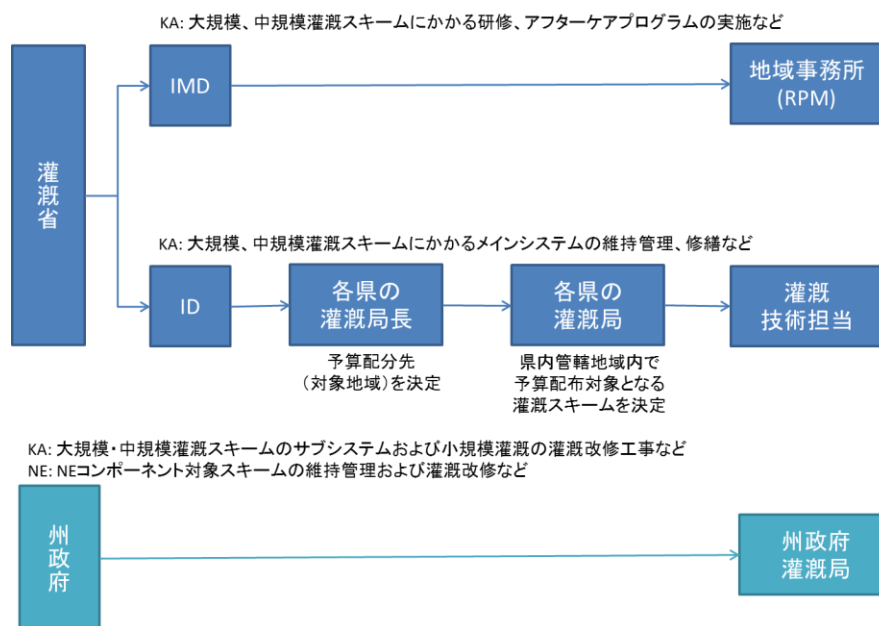 KA: 大規模、中規模灌漑スキームにかかる研修、アフターケアプログラムの実施など
灌漑省
IMD
地域事務所
(RPM)
KA: 大規模、中規模灌漑スキームにかかるメインシステムの維持管理、修繕など
ID
各県の
灌漑局長
各県の
灌漑局
灌漑
技術担当
予算配分先
（対象地域）を決定
県内管轄地域内で
予算配布対象となる
灌漑スキームを決定
KA: 大規模・中規模灌漑スキームのサブシステムおよび小規模灌漑の灌漑改修工事など
NE: NEコンポーネント対象スキームの維持管理および灌漑改修など
州政府
州政府
灌漑局